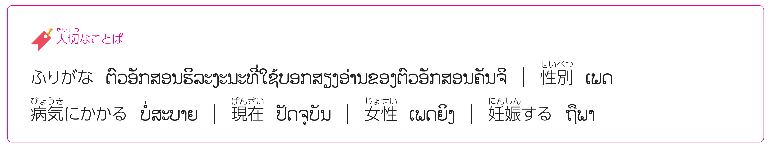 大切なことば
ふりがな ຕົວອັກສອນຮິລະງະນະທີ່ໃຊ້ບອກສຽງອ່ານຂອງຕົວອັກສອນຄັນຈິ | 性別 ເພດ
病気にかかる ບໍ່ສະບາຍ | 現在 ປັດຈຸບັນ | 女性 ເພດຍິງ | 妊娠する ຖືພາ